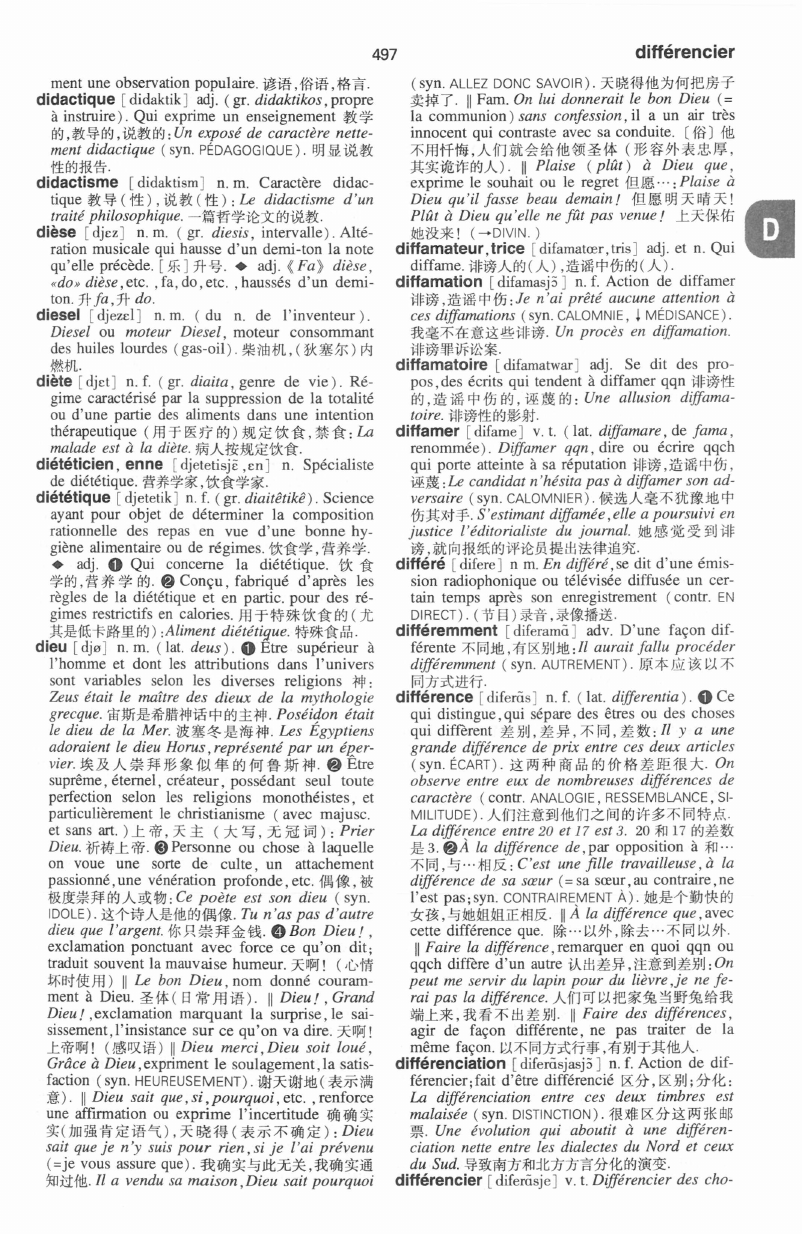 497
différencier
ment une observation populaire. 谚语,俗语,格言.
didactique [didaktik] adj. (gr. didaktikos, propre
à instruire). Qui exprime un enseignement 教学
的,教导的,说教的:Un exposé de caractère nette-
ment didactique (syn. PÉDAGOGIQUE). 明显说教
性的报告.
didactisme [didaktism] n. m. Caractère didac-
tique 教导(性),说教(性):Le didactisme d'un
traité philosophique. 一篇哲学论文的说教.
dièse [djɛz] n. m. (gr. diesis, intervalle). Alté-
ration musicale qui hausse d'un demi-ton la note
qu'elle précède. [乐]升号. ◆ adj.《Fa》dièse,
«do» dièse, etc. , fa, do, etc. , haussés d'un demi-
ton. 升 fa,升 do.
diesel [djezɛl] n. m. (du n. de l'inventeur).
Diesel ou moteur Diesel, moteur consommant
des huiles lourdes (gas-oil). 柴油机,(狄塞尔)内
燃机.
diète [djɛt] n. f. (gr. diaita, genre de vie). Ré-
gime caractérisé par la suppression de la totalité
ou d'une partie des aliments dans une intention
thérapeutique (用于医疗的)规定饮食,禁食:La
malade est à la diète. 病人按规定饮食.
diététicien, enne [djetetisjɛ̃,ɛn] n. Spécialiste
de diététique. 营养学家,饮食学家.
diététique [djetetik] n. f. (gr. diaitêtikê). Science
ayant pour objet de déterminer la composition
rationnelle des repas en vue d'une bonne hy-
giène alimentaire ou de régimes. 饮食学,营养学.
◆ adj. ❶ Qui concerne la diététique. 饮食
学的,营养学的. ❷ Conçu, fabriqué d'après les
règles de la diététique et en partic. pour des ré-
gimes restrictifs en calories. 用于特殊饮食的(尤
其是低卡路里的):Aliment diététique. 特殊食品.
dieu [djø] n. m. (lat. deus). ❶ Être supérieur à
l'homme et dont les attributions dans l'univers
sont variables selon les diverses religions 神:
Zeus était le maître des dieux de la mythologie
grecque. 宙斯是希腊神话中的主神. Poséidon était
le dieu de la Mer. 波塞冬是海神. Les Égyptiens
adoraient le dieu Horus, représenté par un éper-
vier. 埃及人崇拜形象似隼的何鲁斯神. ❷ Être
suprême, éternel, créateur, possédant seul toute
perfection selon les religions monothéistes, et
particulièrement le christianisme (avec majusc.
et sans art.)上帝,天主(大写,无冠词):Prier
Dieu. 祈祷上帝. ❸ Personne ou chose à laquelle
on voue une sorte de culte, un attachement
passionné, une vénération profonde, etc. 偶像,被
极度崇拜的人或物:Ce poète est son dieu (syn.
IDOLE). 这个诗人是他的偶像. Tu n'as pas d'autre
dieu que l'argent. 你只崇拜金钱. ❹ Bon Dieu! ,
exclamation ponctuant avec force ce qu'on dit;
traduit souvent la mauvaise humeur. 天啊! (心情
坏时使用) ‖ Le bon Dieu, nom donné couram-
ment à Dieu. 圣体(日常用语). ‖ Dieu! , Grand
Dieu! , exclamation marquant la surprise, le sai-
sissement, l'insistance sur ce qu'on va dire. 天啊!
上帝啊! (感叹语) ‖ Dieu merci, Dieu soit loué,
Grâce à Dieu, expriment le soulagement, la satis-
faction (syn. HEUREUSEMENT). 谢天谢地(表示满
意). ‖ Dieu sait que, si, pourquoi, etc. , renforce
une affirmation ou exprime l'incertitude 确确实
实(加强肯定语气),天晓得(表示不确定):Dieu
sait que je n'y suis pour rien, si je l'ai prévenu
(=je vous assure que). 我确实与此无关,我确实通
知过他. Il a vendu sa maison, Dieu sait pourquoi
(syn. ALLEZ DONC SAVOIR). 天晓得他为何把房子
卖掉了. ‖ Fam. On lui donnerait le bon Dieu (=
la communion) sans confession, il a un air très
innocent qui contraste avec sa conduite. [俗]他
不用忏悔,人们就会给他领圣体(形容外表忠厚,
其实诡诈的人). ‖ Plaise (plût) à Dieu que,
exprime le souhait ou le regret 但愿…:Plaise à
Dieu qu'il fasse beau demain! 但愿明天晴天!
Plût à Dieu qu'elle ne fût pas venue! 上天保佑
她没来! (→DIVIN.)
D
diffamateur, trice [difamatœr,tris] adj. et n. Qui
diffame. 诽谤人的(人),造谣中伤的(人).
diffamation [difamasjɔ̃] n. f. Action de diffamer
诽谤,造谣中伤:Je n'ai prêté aucune attention à
ces diffamations (syn. CALOMNIE, ↓MÉDISANCE).
我毫不在意这些诽谤. Un procès en diffamation.
诽谤罪诉讼案.
diffamatoire [difamatwar] adj. Se dit des pro-
pos, des écrits qui tendent à diffamer qqn 诽谤性
的,造谣中伤的,诬蔑的: Une allusion diffama-
toire. 诽谤性的影射.
diffamer [difame] v. t. (lat. diffamare, de fama,
renommée). Diffamer qqn, dire ou écrire qqch
qui porte atteinte à sa réputation 诽谤,造谣中伤,
诬蔑:Le candidat n'hésita pas à diffamer son ad-
versaire (syn. CALOMNIER). 候选人毫不犹豫地中
伤其对手. S'estimant diffamée, elle a poursuivi en
justice l'éditorialiste du journal. 她感觉受到诽
谤,就向报纸的评论员提出法律追究.
différé [difere] n m. En différé, se dit d'une émis-
sion radiophonique ou télévisée diffusée un cer-
tain temps après son enregistrement (contr. EN
DIRECT). (节目)录音,录像播送.
différemment [diferamɑ̃] adv. D'une façon dif-
férente 不同地,有区别地:Il aurait fallu procéder
différemment (syn. AUTREMENT). 原本应该以不
同方式进行.
différence [diferɑ̃s] n. f. (lat. differentia). ❶ Ce
qui distingue, qui sépare des êtres ou des choses
qui diffèrent 差别,差异,不同,差数:Il y a une
grande différence de prix entre ces deux articles
(syn. ÉCART). 这两种商品的价格差距很大. On
observe entre eux de nombreuses différences de
caractère (contr. ANALOGIE, RESSEMBLANCE, SI-
MILITUDE). 人们注意到他们之间的许多不同特点.
La différence entre 20 et 17 est 3. 20 和 17 的差数
是 3. ❷ À la différence de, par opposition à 和…
不同,与…相反:C'est une fille travailleuse, à la
différence de sa sœur (= sa sœur, au contraire, ne
l'est pas; syn. CONTRAIREMENT À). 她是个勤快的
女孩,与她姐姐正相反. ‖ À la différence que, avec
cette différence que. 除…以外,除去…不同以外.
‖ Faire la différence, remarquer en quoi qqn ou
qqch diffère d'un autre 认出差异,注意到差别:On
peut me servir du lapin pour du lièvre, je ne fe-
rai pas la différence. 人们可以把家兔当野兔给我
端上来,我看不出差别. ‖ Faire des différences,
agir de façon différente, ne pas traiter de la
même façon. 以不同方式行事,有别于其他人.
différenciation [diferɑ̃sjasjɔ̃] n. f. Action de dif-
férencier; fait d'être différencié 区分,区别;分化:
La différenciation entre ces deux timbres est
malaisée (syn. DISTINCTION). 很难区分这两张邮
票. Une évolution qui aboutit à une différen-
ciation nette entre les dialectes du Nord et ceux
du Sud. 导致南方和北方方言分化的演变.
différencier [diferɑ̃sje] v. t. Différencier des cho-